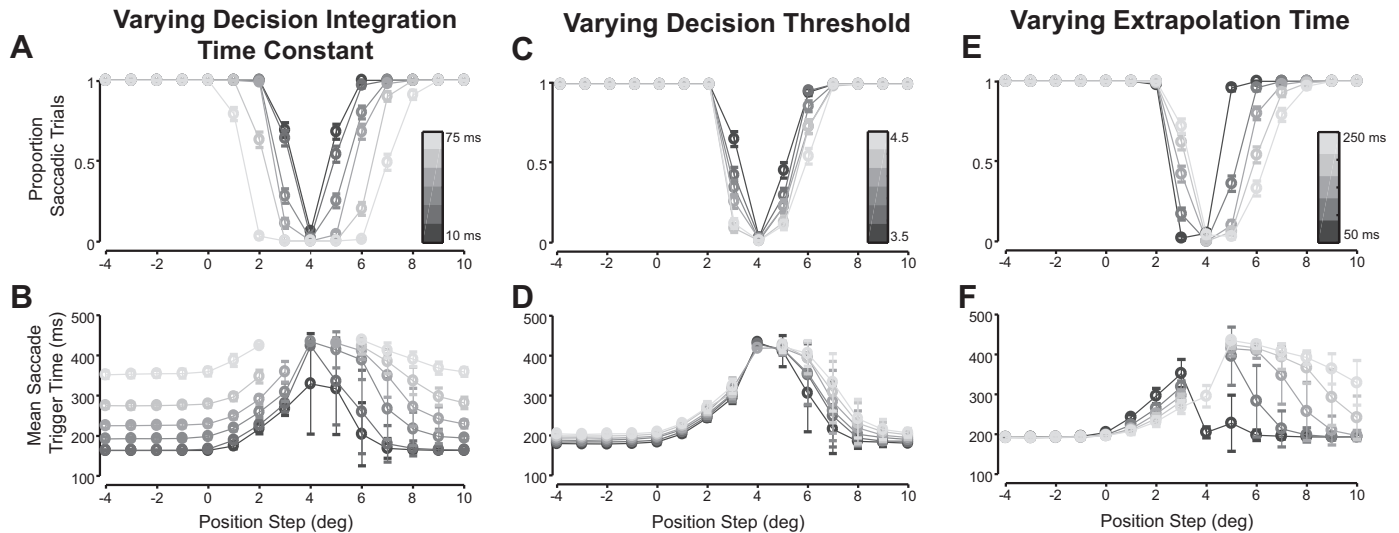 Varying Decision Integration
Time Constant
Varying Decision Threshold
Varying Extrapolation Time
A
C
E
Proportion
Saccadic Trials
1
0.5
0
75 ms
10 ms
-4 -2 0 2 4 6 8 10
1
0.5
0
4.5
3.5
-4 -2 0 2 4 6 8 10
1
0.5
0
250 ms
50 ms
-4 -2 0 2 4 6 8 10
B
D
F
Mean Saccade
Trigger Time (ms)
500
400
300
200
100
-4 -2 0 2 4 6 8 10
Position Step (deg)
500
400
300
200
100
-4 -2 0 2 4 6 8 10
Position Step (deg)
500
400
300
200
100
-4 -2 0 2 4 6 8 10
Position Step (deg)